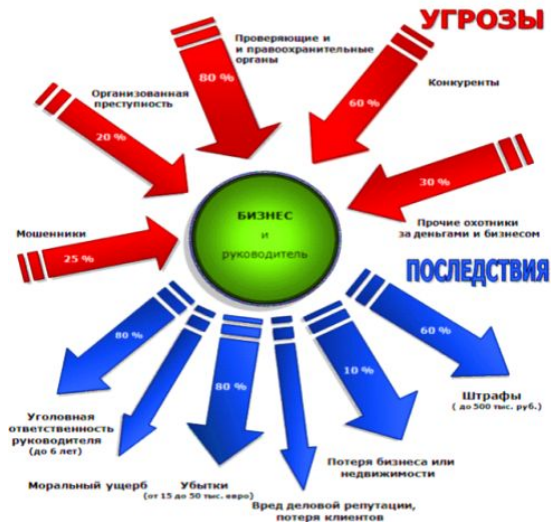 УГРОЗЫ
Проверяющие и
и правоохранительные
органы
80 %
Конкуренты
60 %
Организованная
преступность
20 %
30 %
Прочие охотники
за деньгами и бизнесом
Мошенники
25 %
БИЗНЕС
и
руководитель
ПОСЛЕДСТВИЯ
80 %
80 %
10 %
60 %
Штрафы
( до 500 тыс. руб.)
Уголовная
ответственность
руководителя
(до 6 лет)
Потеря бизнеса или
недвижимости
Моральный ущерб
Убытки
(от 15 до 50 тыс. евро)
Вред деловой репутации,
потеря клиентов